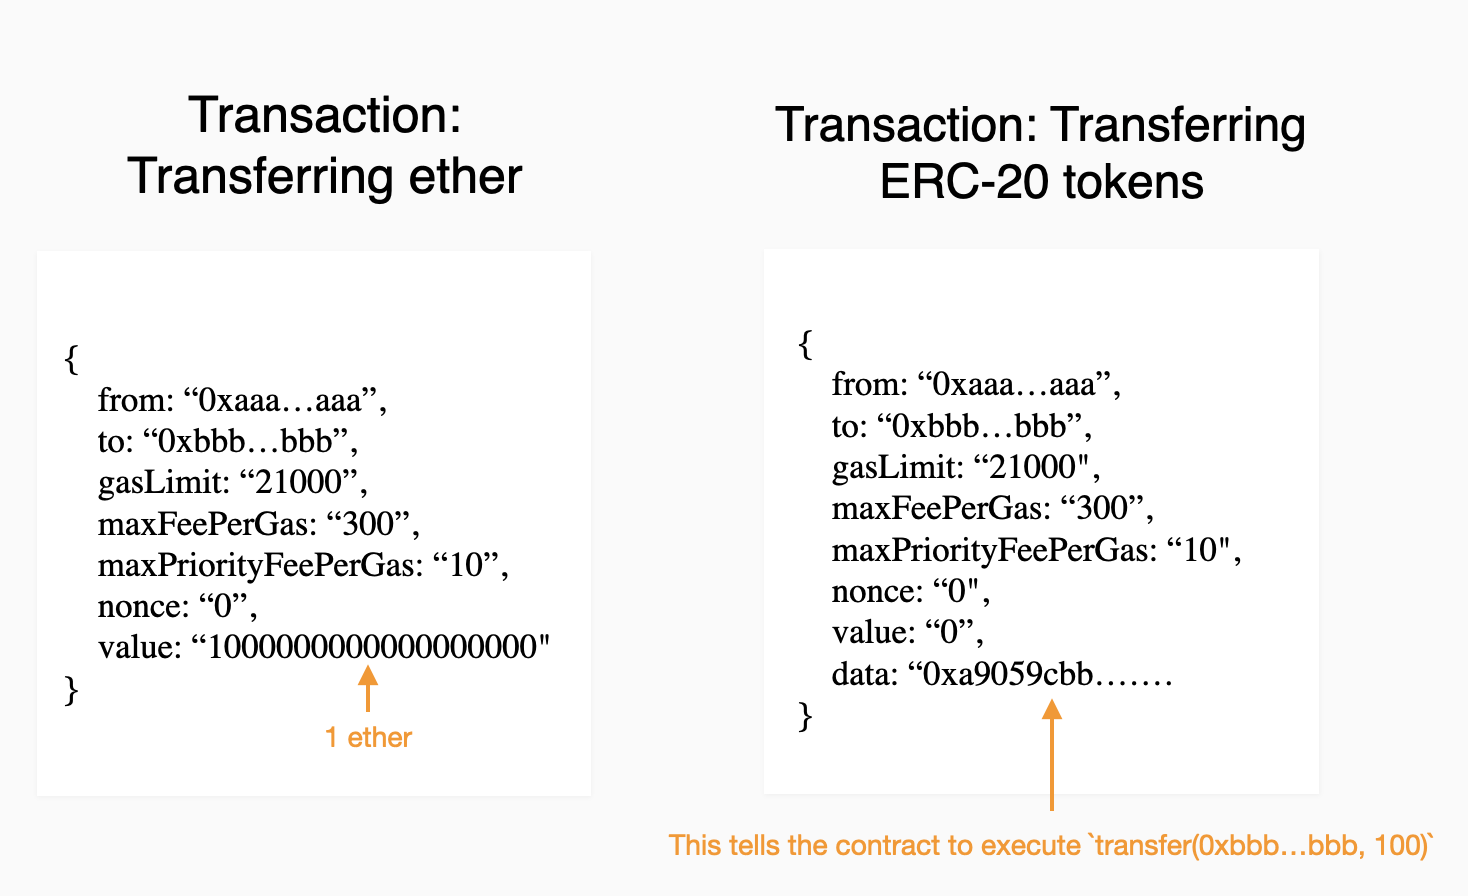 Transaction:
Transferring ether
{
from: “0xaaa…aaa”,
to: “0xbbb…bbb”,
gasLimit: “21000”,
maxFeePerGas: “300”,
maxPriorityFeePerGas: “10”,
nonce: “0”,
value: “1000000000000000000"
}
1 ether
Transaction: Transferring
ERC-20 tokens
{
from: “0xaaa…aaa”,
to: “0xbbb…bbb”,
gasLimit: “21000",
maxFeePerGas: “300”,
maxPriorityFeePerGas: “10",
nonce: “0",
value: “0”,
data: “0xa9059cbb…….
}
This tells the contract to execute `transfer(0xbbb…bbb, 100)`